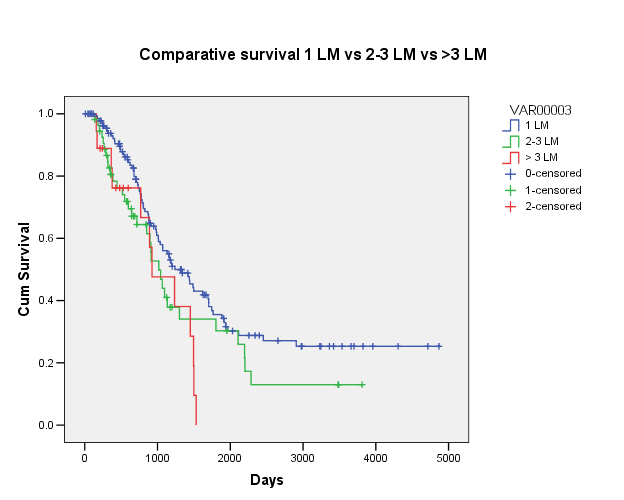 Comparative survival 1 LM vs 2-3 LM vs >3 LM
VAR00003
1 LM
2-3 LM
> 3 LM
0-censored
1-censored
2-censored
Cum Survival
1.0
0.8
0.6
0.4
0.2
0.0
0 1000 2000 3000 4000 5000
Days